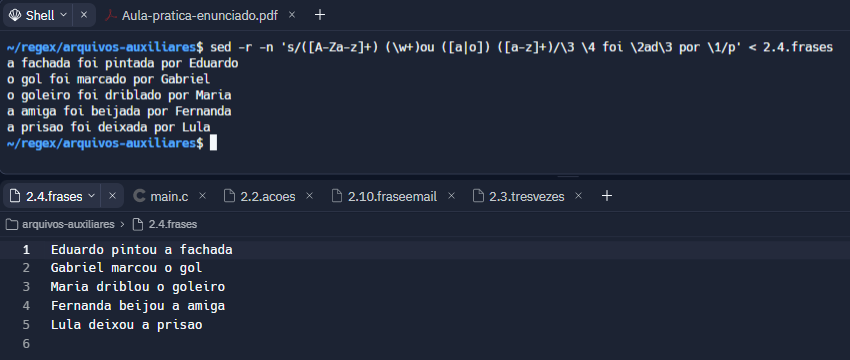 Shell
Aula-pratica-enunciado.pdf
~/regex/arquivos-auxiliares$ sed -r -n 's/([A-Za-z]+) (\w+)ou ([a|o]) ([a-z]+)/\3 \4 foi \2ad\3 por \1/p' < 2.4.frases
a fachada foi pintada por Eduardo
o gol foi marcado por Gabriel
o goleiro foi driblado por Maria
a amiga foi beijada por Fernanda
a prisao foi deixada por Lula
~/regex/arquivos-auxiliares$
2.4.frases
main.c
2.2.acoes
2.10.fraseemail
2.3.tresvezes
arquivos-auxiliares > 2.4.frases
1 Eduardo pintou a fachada
2 Gabriel marcou o gol
3 Maria driblou o goleiro
4 Fernanda beijou a amiga
5 Lula deixou a prisao
6